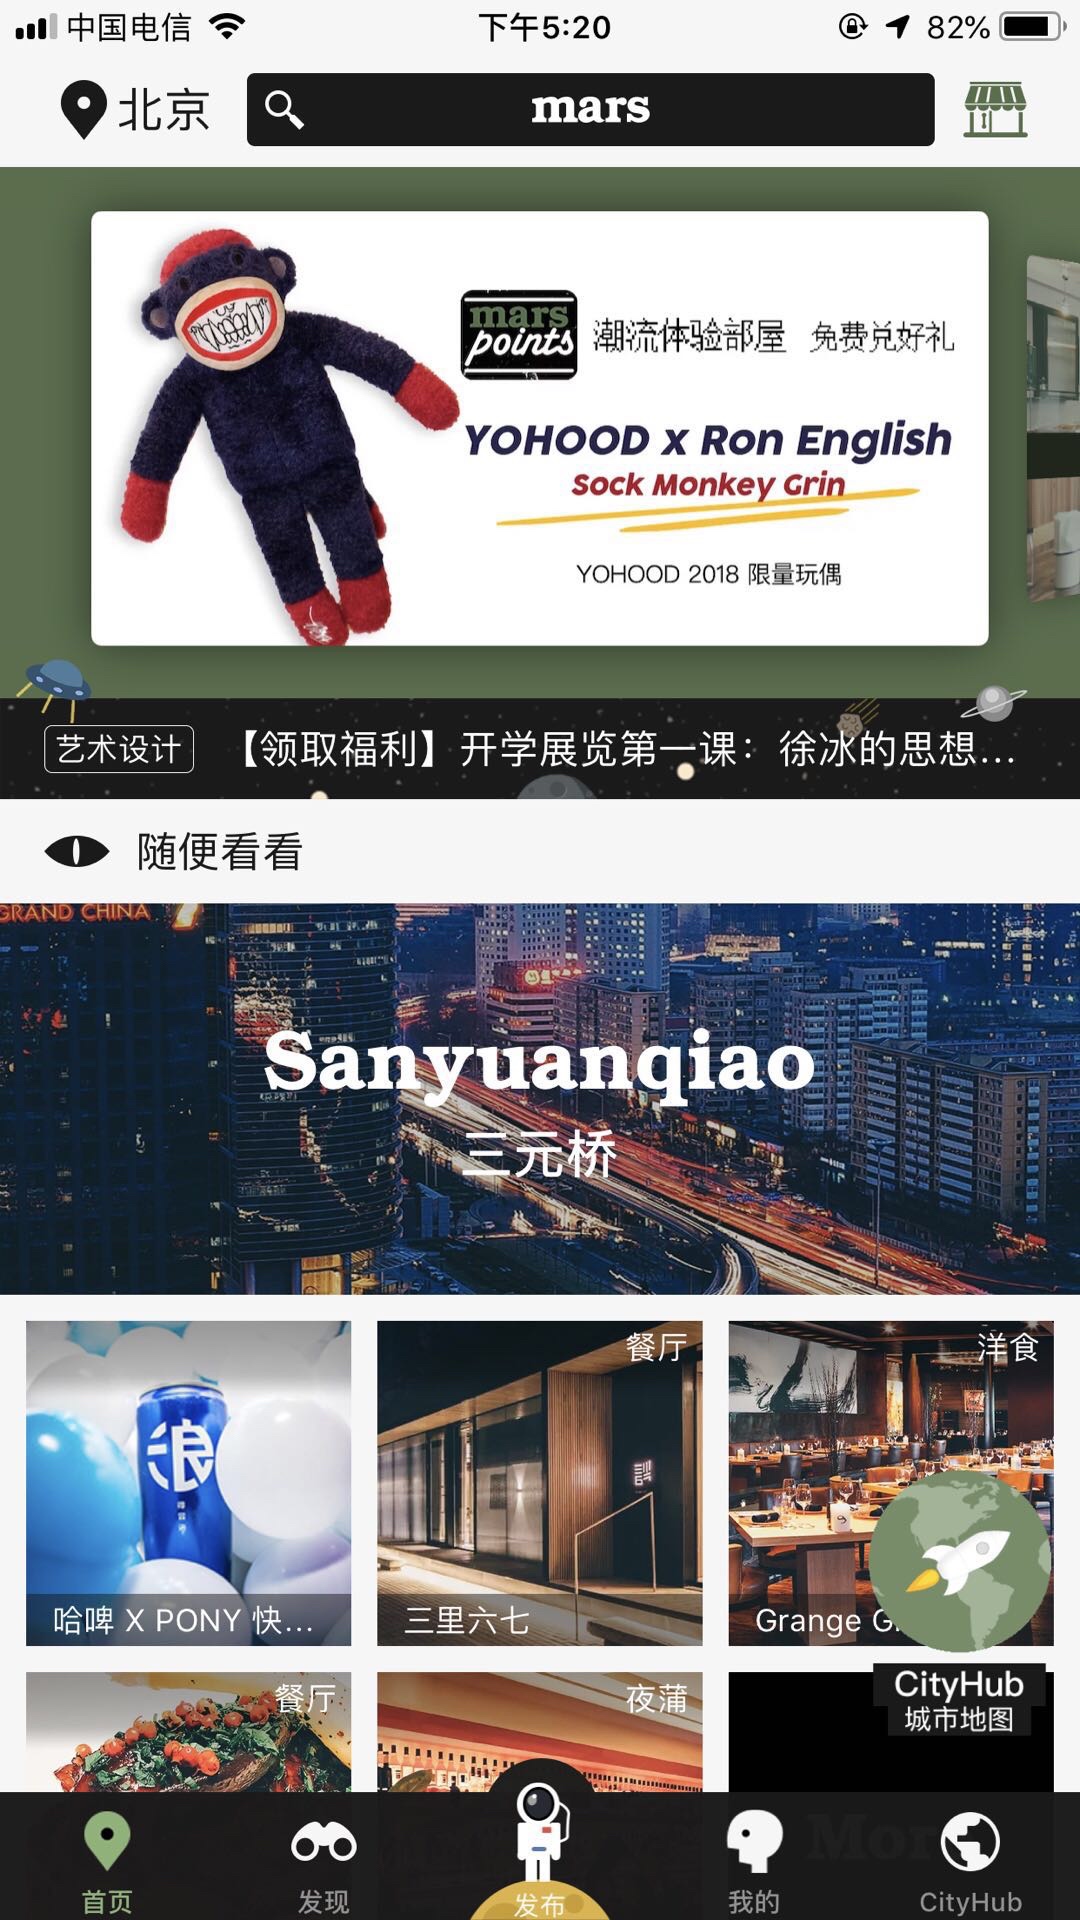 中国电信
下午5:20
82%
北京
mars
mars
points
潮流体验部屋 免费兑好礼
YOHOOD x Ron English
Sock Monkey Grin
YOHOOD 2018 限量玩偶
艺术设计
【领取福利】开学展览第一课：徐冰的思想...
随便看看
GRAND CHINA
Sanyuanqiao
三元桥
浪
餐厅
洋食
哈啤 X PONY 快...
三里六七
Grange G
CityHub
城市地图
餐厅
夜蒲
Mor
首页
发现
发布
我的
CityHub